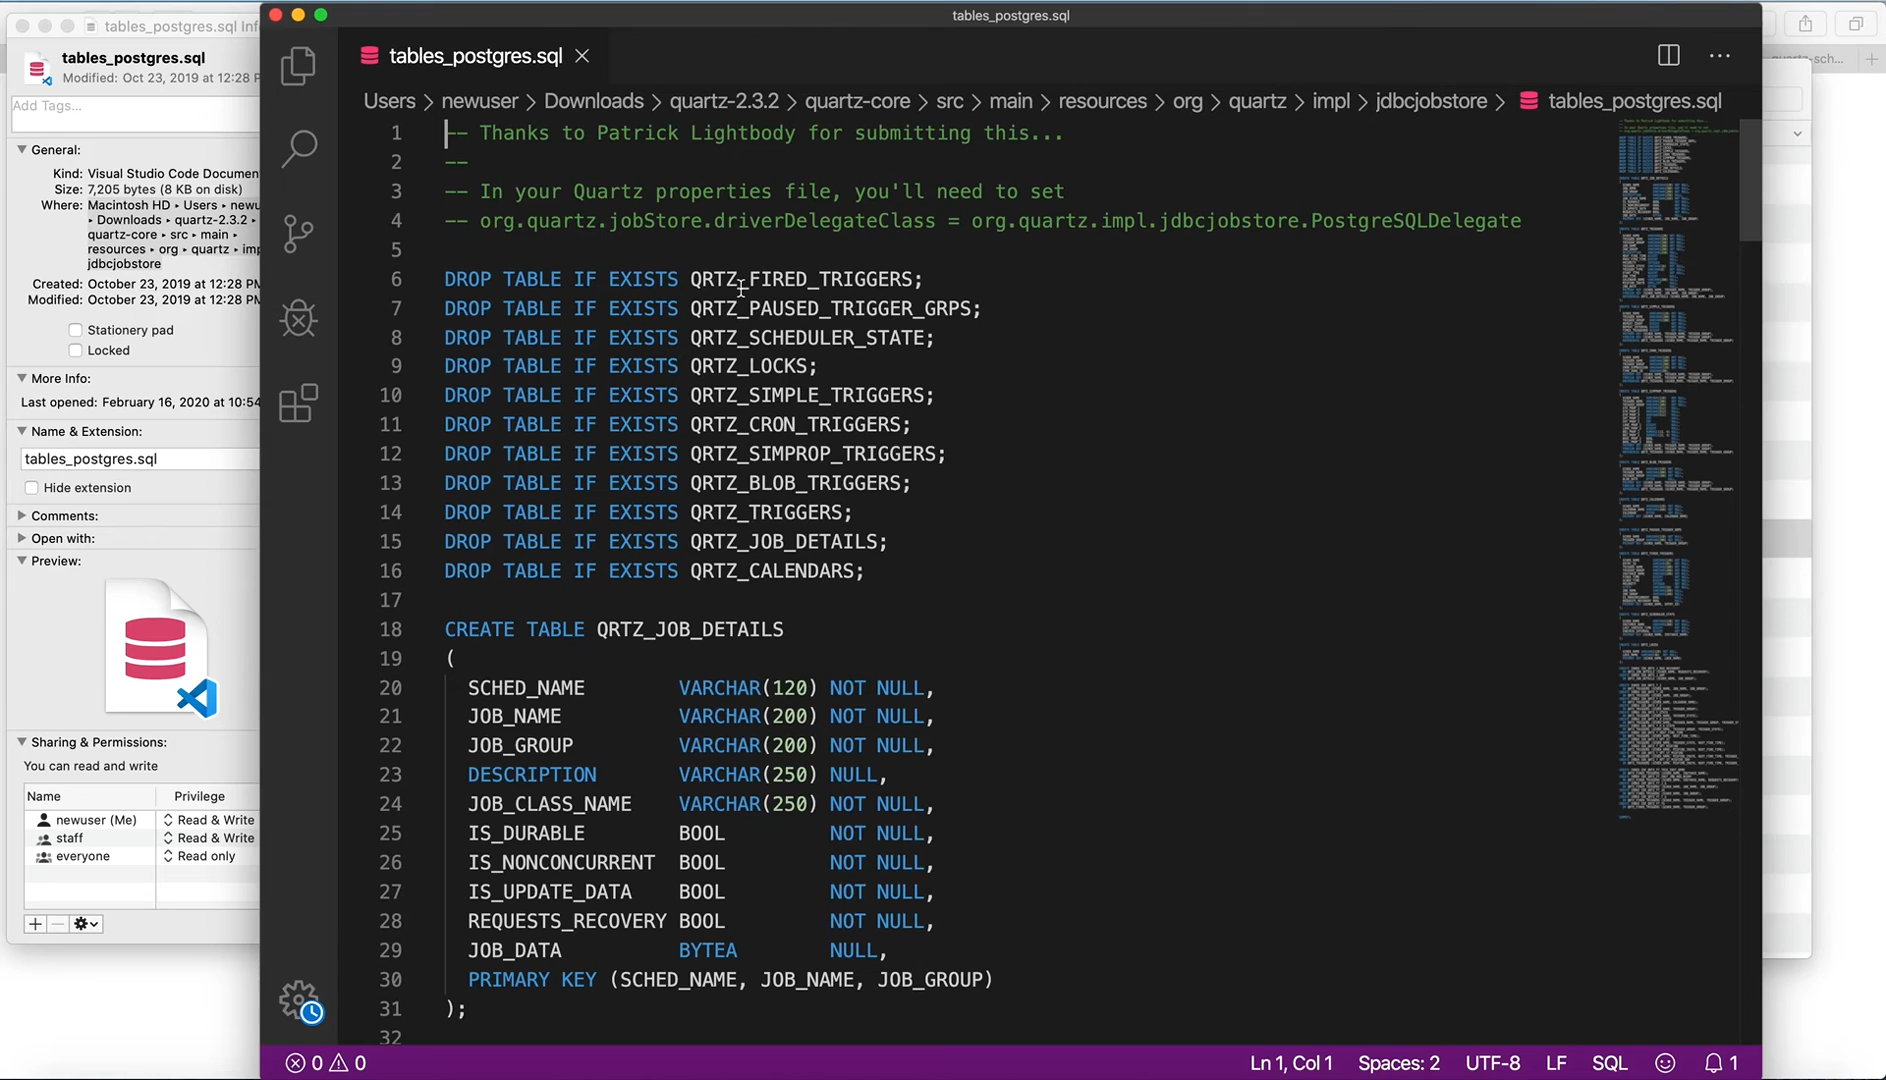 tables_postgres.sql Inf
tables_postgres.sql
Modified: Oct 23, 2019 at 12:28 P
Add Tags...
General:
Kind: Visual Studio Code Documen
Size: 7,205 bytes (8 KB on disk)
Where: Macintosh HD ▸ Users ▸ newu
▸ Downloads ▸ quartz-2.3.2 ▸
quartz-core ▸ src ▸ main ▸
resources ▸ org ▸ quartz ▸ imp
jdbcjobstore
Created: October 23, 2019 at 12:28 P
Modified: October 23, 2019 at 12:28 PM
Stationery pad
Locked
More Info:
Last opened: February 16, 2020 at 10:54
Name & Extension:
tables_postgres.sql
Hide extension
Comments:
Open with:
Preview:
Sharing & Permissions:
You can read and write
Name Privilege
newuser (Me) Read & Write
staff Read & Write
everyone Read only
tables_postgres.sql
tables_postgres.sql
Users > newuser > Downloads > quartz-2.3.2 > quartz-core > src > main > resources > org > quartz > impl > jdbcjobstore > tables_postgres.sql
1 -- Thanks to Patrick Lightbody for submitting this...
2 --
3 -- In your Quartz properties file, you'll need to set
4 -- org.quartz.jobStore.driverDelegateClass = org.quartz.impl.jdbcjobstore.PostgreSQLDelegate
5
6 DROP TABLE IF EXISTS QRTZ_FIRED_TRIGGERS;
7 DROP TABLE IF EXISTS QRTZ_PAUSED_TRIGGER_GRPS;
8 DROP TABLE IF EXISTS QRTZ_SCHEDULER_STATE;
9 DROP TABLE IF EXISTS QRTZ_LOCKS;
10 DROP TABLE IF EXISTS QRTZ_SIMPLE_TRIGGERS;
11 DROP TABLE IF EXISTS QRTZ_CRON_TRIGGERS;
12 DROP TABLE IF EXISTS QRTZ_SIMPROP_TRIGGERS;
13 DROP TABLE IF EXISTS QRTZ_BLOB_TRIGGERS;
14 DROP TABLE IF EXISTS QRTZ_TRIGGERS;
15 DROP TABLE IF EXISTS QRTZ_JOB_DETAILS;
16 DROP TABLE IF EXISTS QRTZ_CALENDARS;
17
18 CREATE TABLE QRTZ_JOB_DETAILS
19 (
20 SCHED_NAME VARCHAR(120) NOT NULL,
21 JOB_NAME VARCHAR(200) NOT NULL,
22 JOB_GROUP VARCHAR(200) NOT NULL,
23 DESCRIPTION VARCHAR(250) NULL,
24 JOB_CLASS_NAME VARCHAR(250) NOT NULL,
25 IS_DURABLE BOOL NOT NULL,
26 IS_NONCONCURRENT BOOL NOT NULL,
27 IS_UPDATE_DATA BOOL NOT NULL,
28 REQUESTS_RECOVERY BOOL NOT NULL,
29 JOB_DATA BYTEA NULL,
30 PRIMARY KEY (SCHED_NAME, JOB_NAME, JOB_GROUP)
31 );
32
0 0 Ln 1, Col 1 Spaces: 2 UTF-8 LF SQL 1